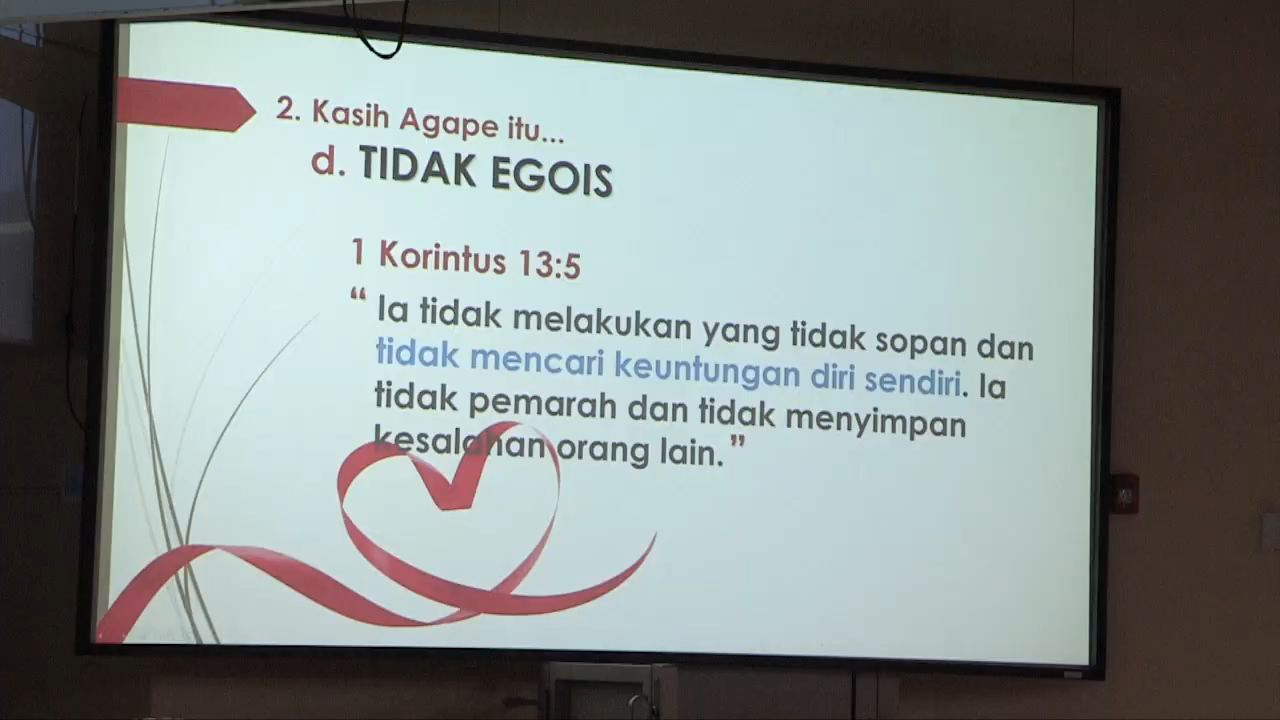 2. Kasih Agape itu...
d. TIDAK EGOIS
1 Korintus 13:5
“ Ia tidak melakukan yang tidak sopan dan
tidak mencari keuntungan diri sendiri. Ia
tidak pemarah dan tidak menyimpan
kesalahan orang lain.”